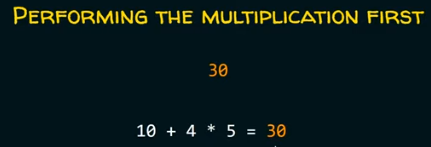 Performing the multiplication first
30
10 + 4 * 5 = 30